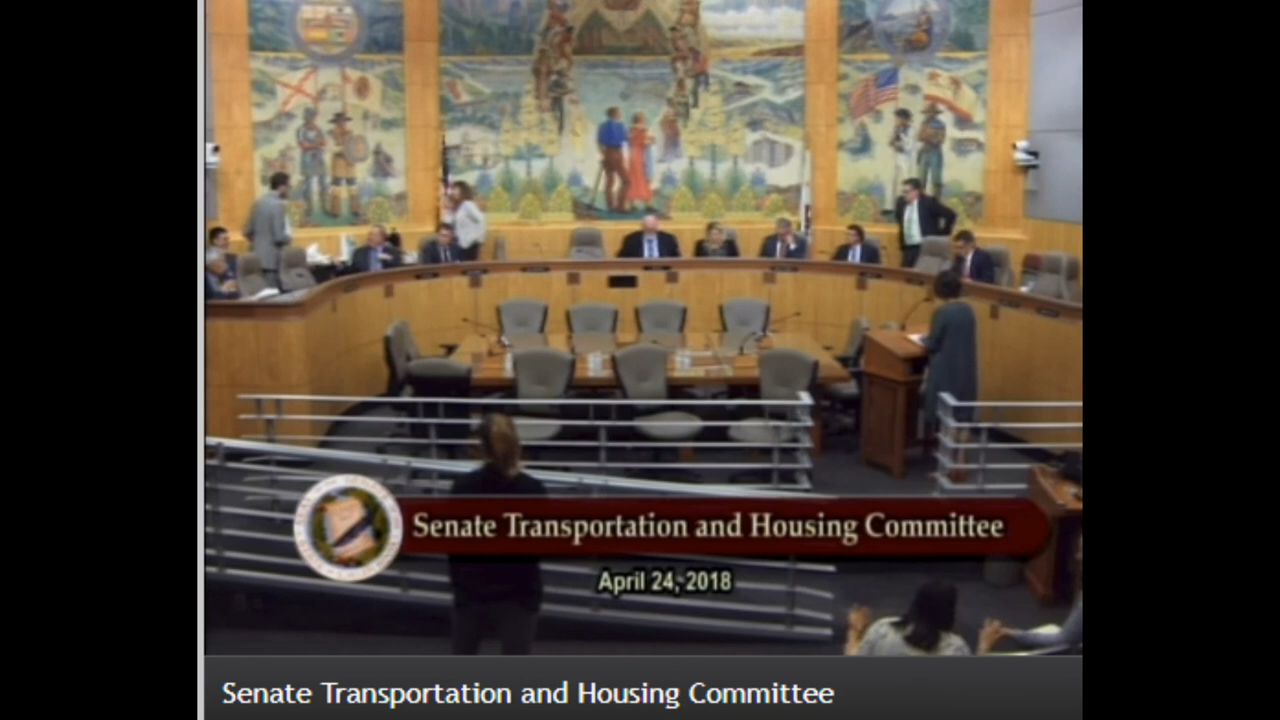 Senate Transportation and Housing Committee
April 24, 2018
Senate Transportation and Housing Committee